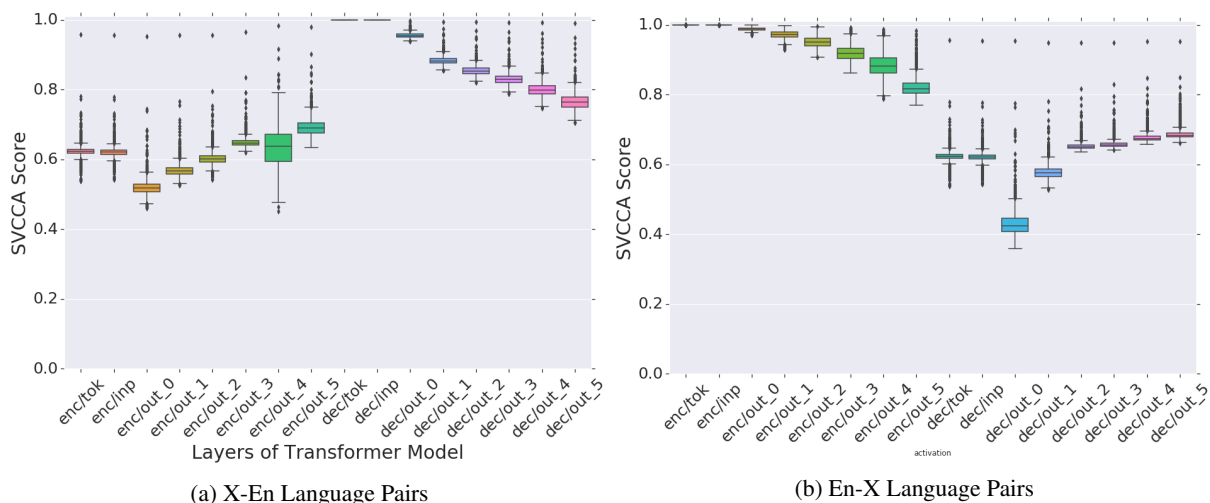 1.0
0.8
0.6
0.4
0.2
0.0
SVCCA Score
enc/tok
enc/inp
enc/out_0
enc/out_1
enc/out_2
enc/out_3
enc/out_4
enc/out_5
dec/tok
dec/inp
dec/out_0
dec/out_1
dec/out_2
dec/out_3
dec/out_4
dec/out_5
Layers of Transformer Model
(a) X-En Language Pairs
1.0
0.8
0.6
0.4
0.2
0.0
SVCCA Score
enc/tok
enc/inp
enc/out_0
enc/out_1
enc/out_2
enc/out_3
enc/out_4
enc/out_5
dec/tok
dec/inp
dec/out_0
dec/out_1
dec/out_2
dec/out_3
dec/out_4
dec/out_5
activation
(b) En-X Language Pairs